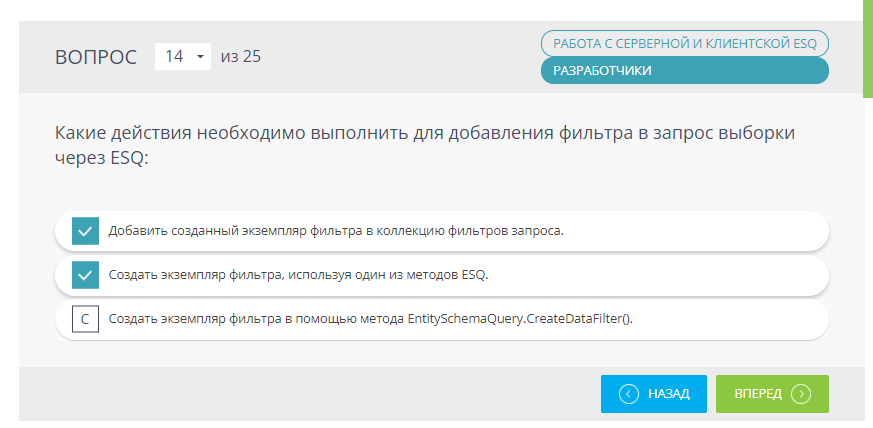 ВОПРОС 14 из 25
РАБОТА С СЕРВЕРНОЙ И КЛИЕНТСКОЙ ESQ
РАЗРАБОТЧИКИ
Какие действия необходимо выполнить для добавления фильтра в запрос выборки
через ESQ:
Добавить созданный экземпляр фильтра в коллекцию фильтров запроса.
Создать экземпляр фильтра, используя один из методов ESQ.
C Создать экземпляр фильтра в помощью метода EntitySchemaQuery.CreateDataFilter().
НАЗАД
ВПЕРЕД